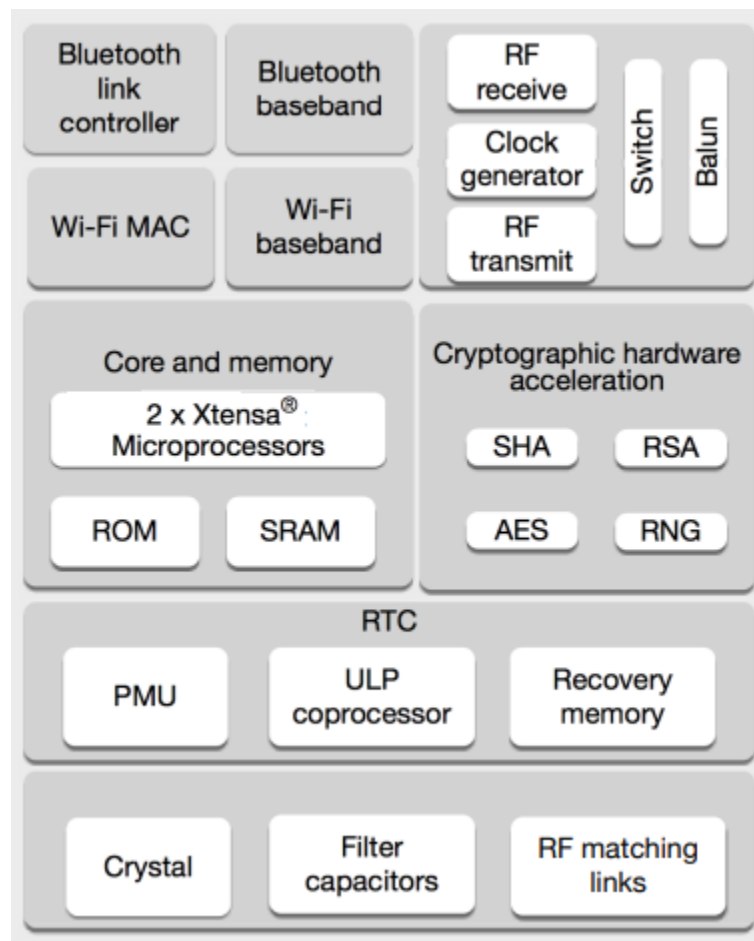 Bluetooth
link
controller
Bluetooth
baseband
RF
receive
Clock
generator
RF
transmit
Switch
Balun
Wi-Fi MAC
Wi-Fi
baseband
Core and memory
2 x Xtensa®
Microprocessors
ROM
SRAM
Cryptographic hardware
acceleration
SHA
RSA
AES
RNG
RTC
PMU
ULP
coprocessor
Recovery
memory
Crystal
Filter
capacitors
RF matching
links